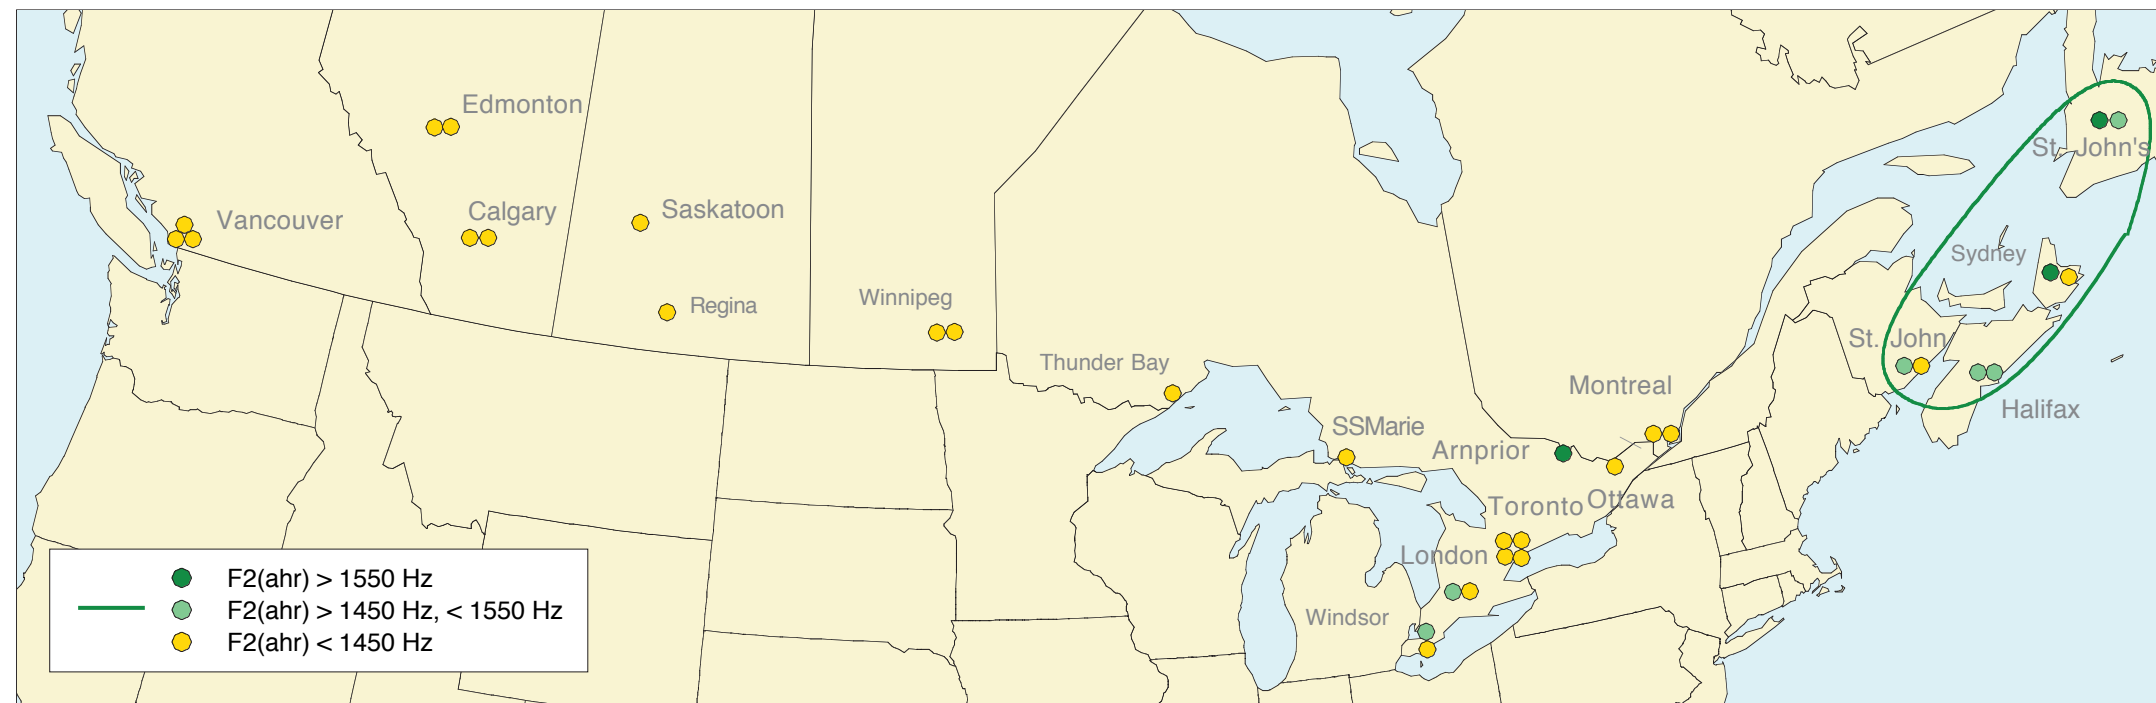 Edmonton
St. John's
Vancouver
Calgary
Saskatoon
Sydney
Regina
Winnipeg
St. John
Thunder Bay
Montreal
Halifax
SSMarie
Arnprior
Toronto
Ottawa
London
Windsor
F2(ahr) > 1550 Hz
F2(ahr) > 1450 Hz, < 1550 Hz
F2(ahr) < 1450 Hz